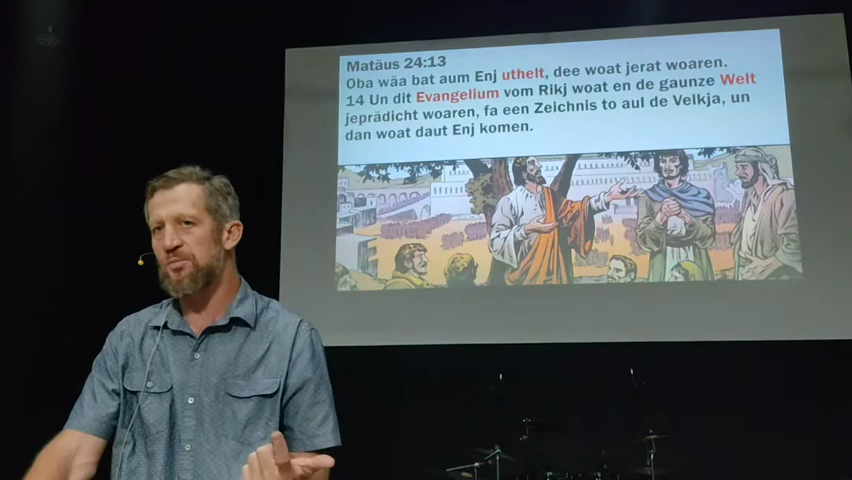 Matäus 24:13
Oba wäa bat aum Enj uthelt, dee woat jerat woaren.
14 Un dit Evangelium vom Rikj woat en de gaunze Welt
jeprädicht woaren, fa een Zeichnis to aul de Velkja, un
dan woat daut Enj komen.